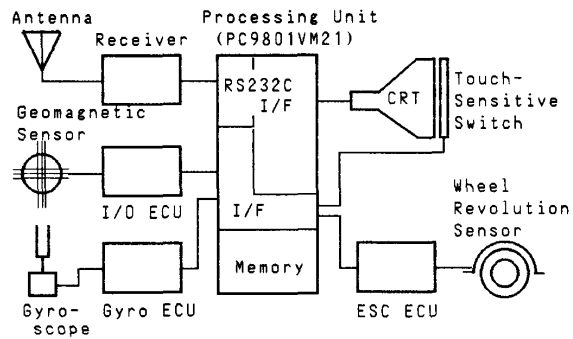 Antenna
Receiver
Processing Unit
(PC9801VM21)
RS232C
I/F
CRT
Touch-
Sensitive
Switch
Geomagnetic
Sensor
I/O ECU
I/F
Wheel
Revolution
Sensor
Memory
Gyro-
scope
Gyro ECU
ESC ECU